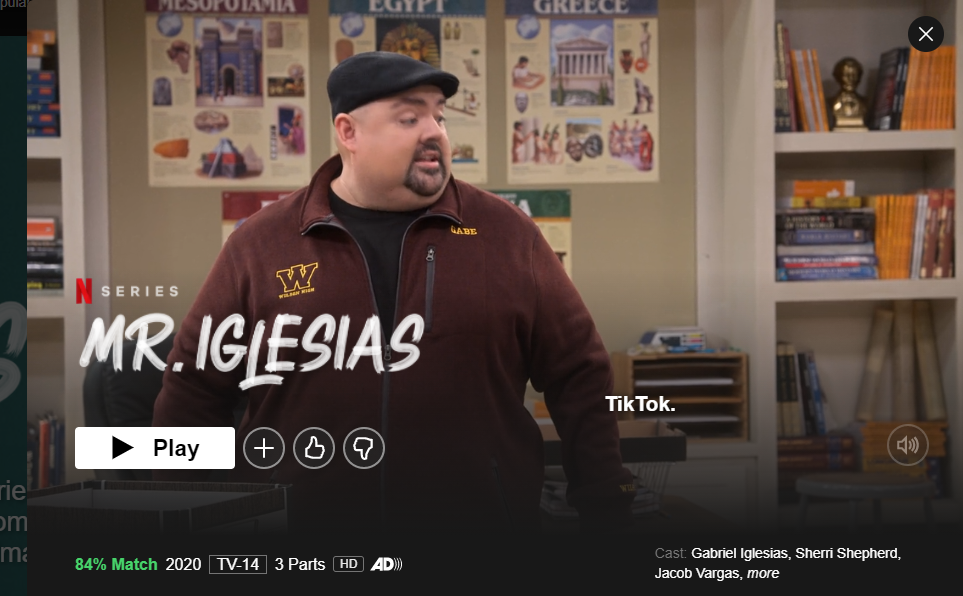 MESOPOTAMIA
EGYPT
GREECE
GABE
W
WILSON HIGH
N SERIES
MR. IGLESIAS
TikTok.
Play
84% Match 2020 TV-14 3 Parts HD AD
Cast: Gabriel Iglesias, Sherri Shepherd,
Jacob Vargas, more